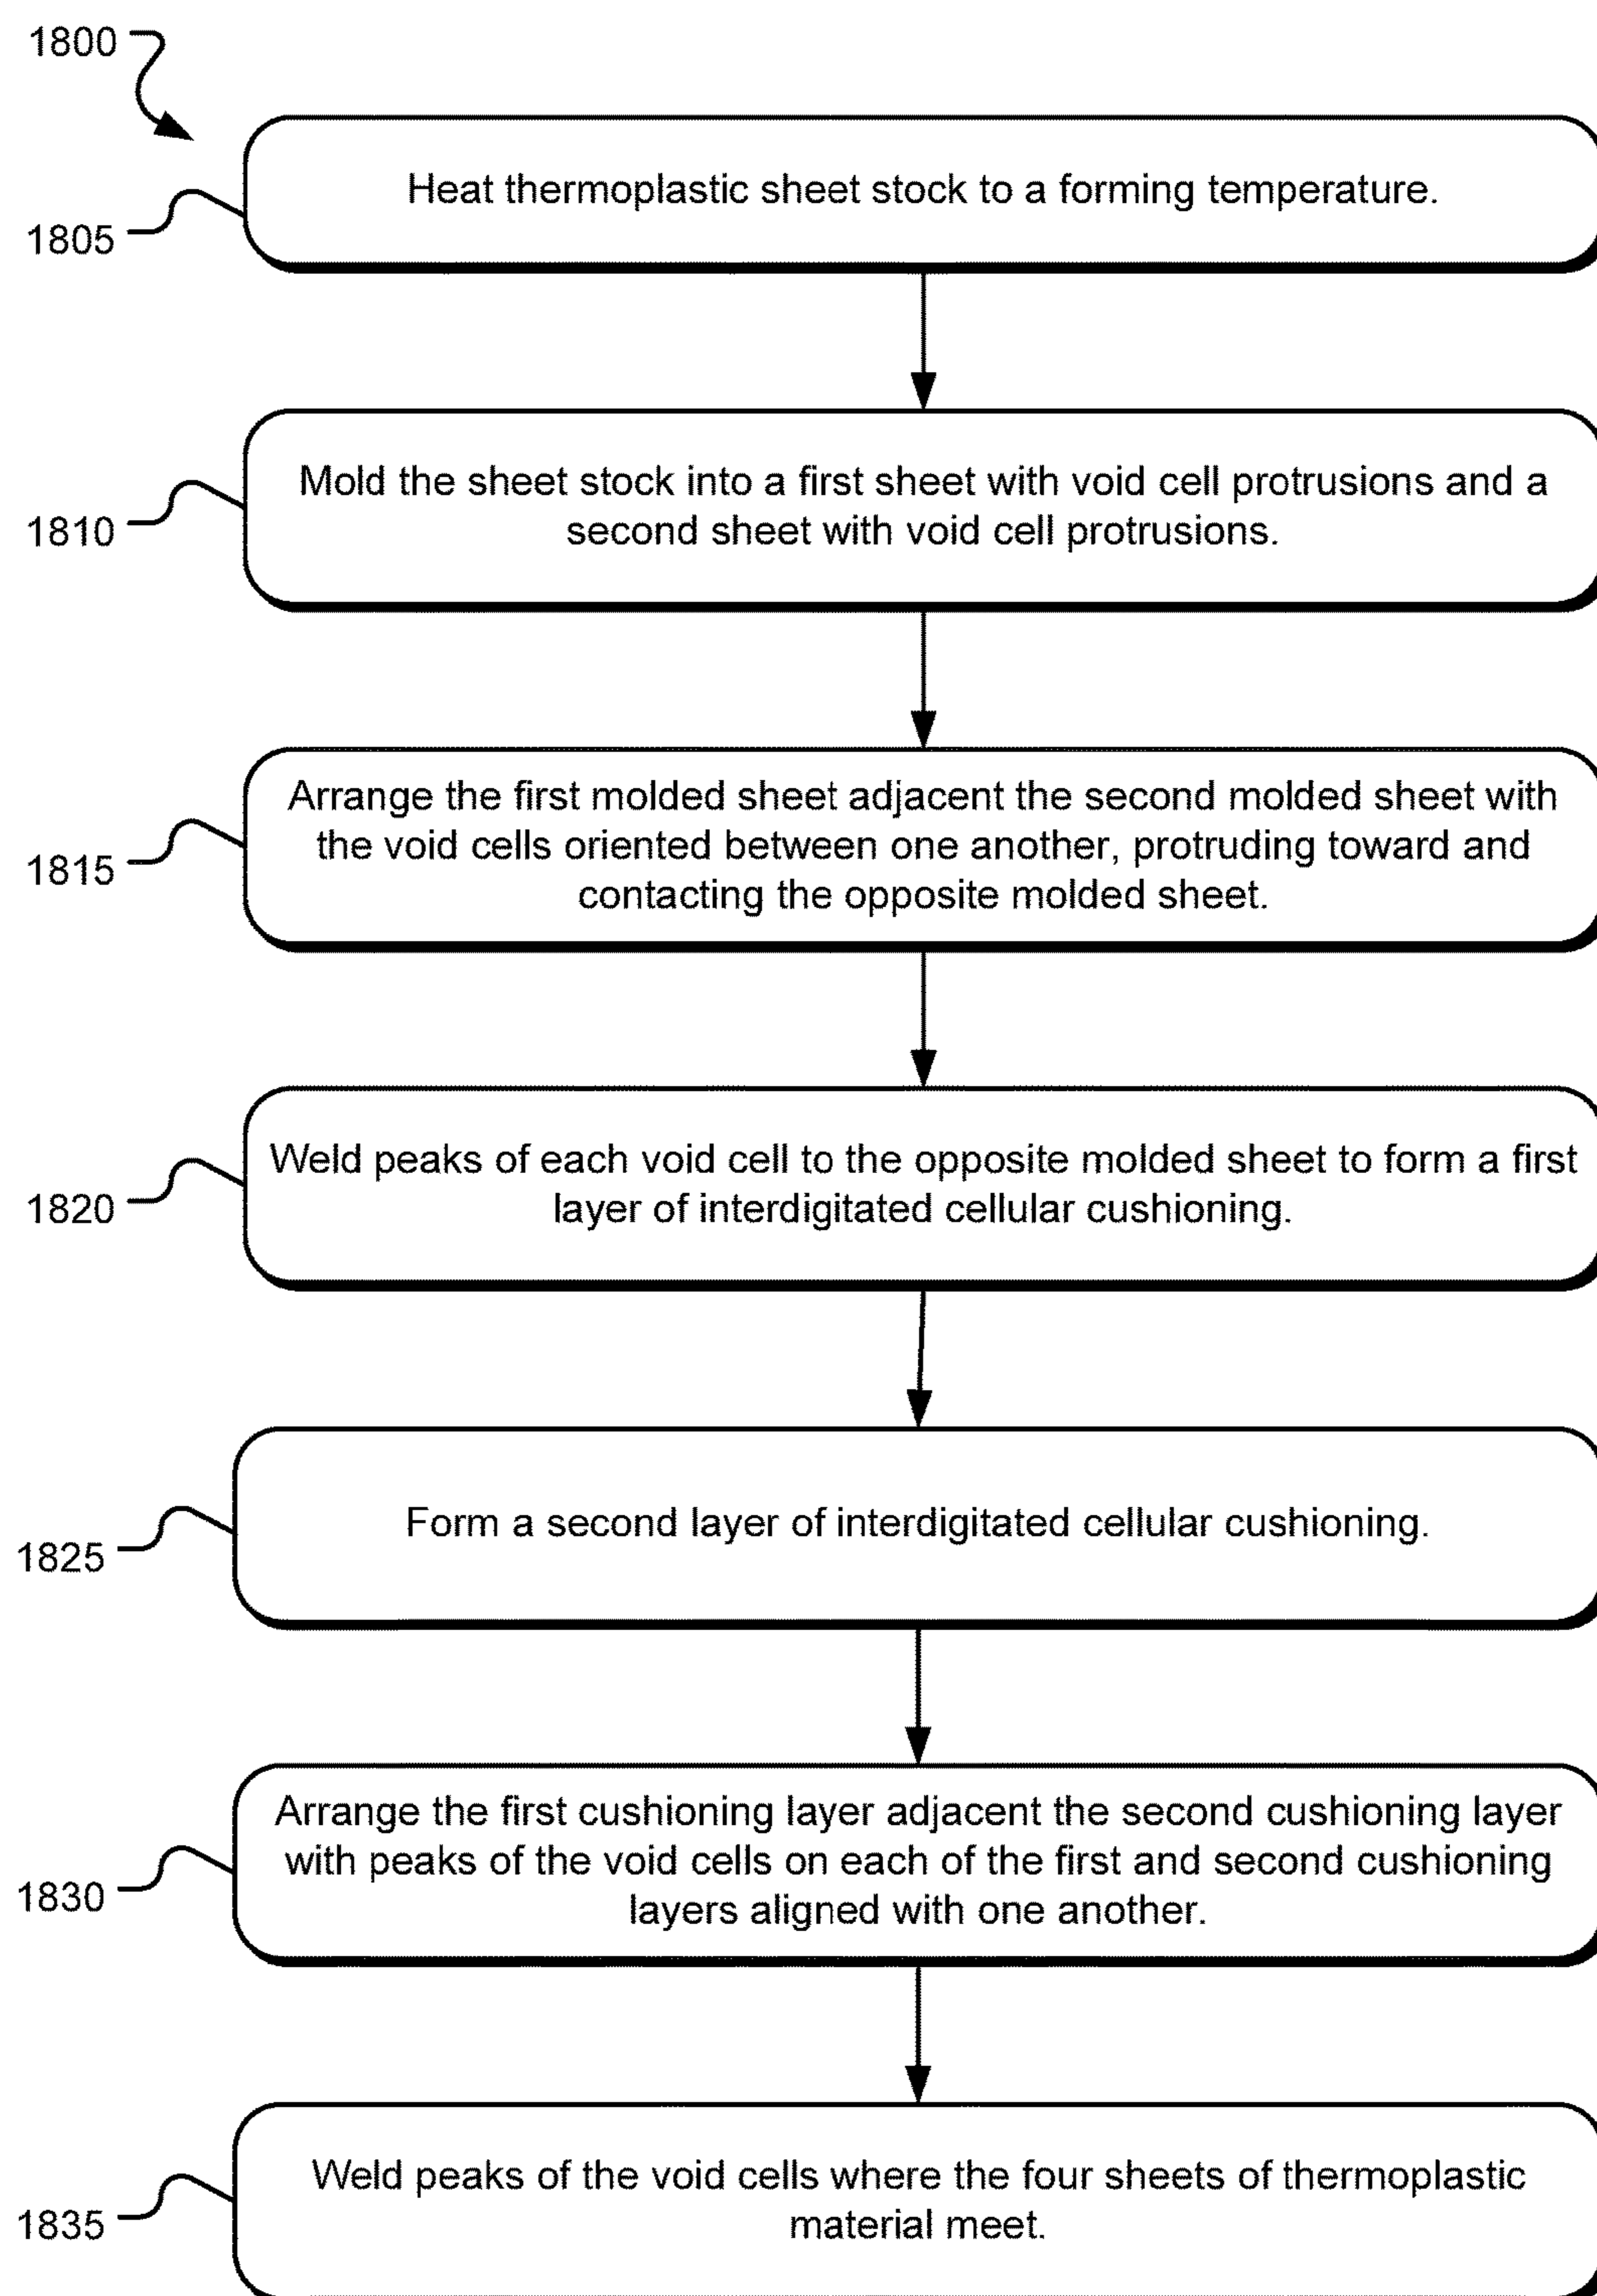 1800
Heat thermoplastic sheet stock to a forming temperature.
1805
Mold the sheet stock into a first sheet with void cell protrusions and a
second sheet with void cell protrusions.
1810
Arrange the first molded sheet adjacent the second molded sheet with
the void cells oriented between one another, protruding toward and
contacting the opposite molded sheet.
1815
Weld peaks of each void cell to the opposite molded sheet to form a first
layer of interdigitated cellular cushioning.
1820
Form a second layer of interdigitated cellular cushioning.
1825
Arrange the first cushioning layer adjacent the second cushioning layer
with peaks of the void cells on each of the first and second cushioning
layers aligned with one another.
1830
Weld peaks of the void cells where the four sheets of thermoplastic
material meet.
1835